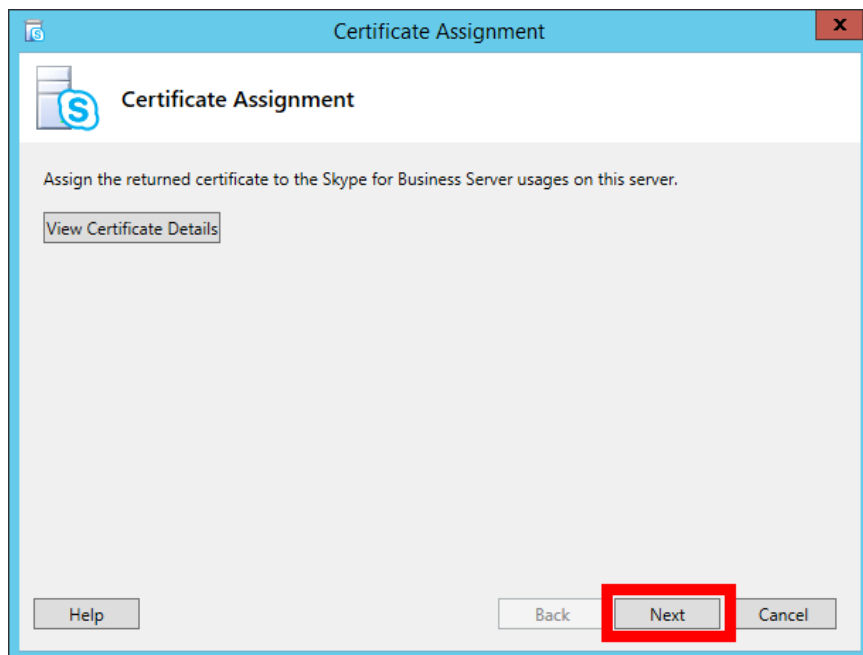 Certificate Assignment
x
Certificate Assignment
Assign the returned certificate to the Skype for Business Server usages on this server.
View Certificate Details
Help
Back
Next
Cancel